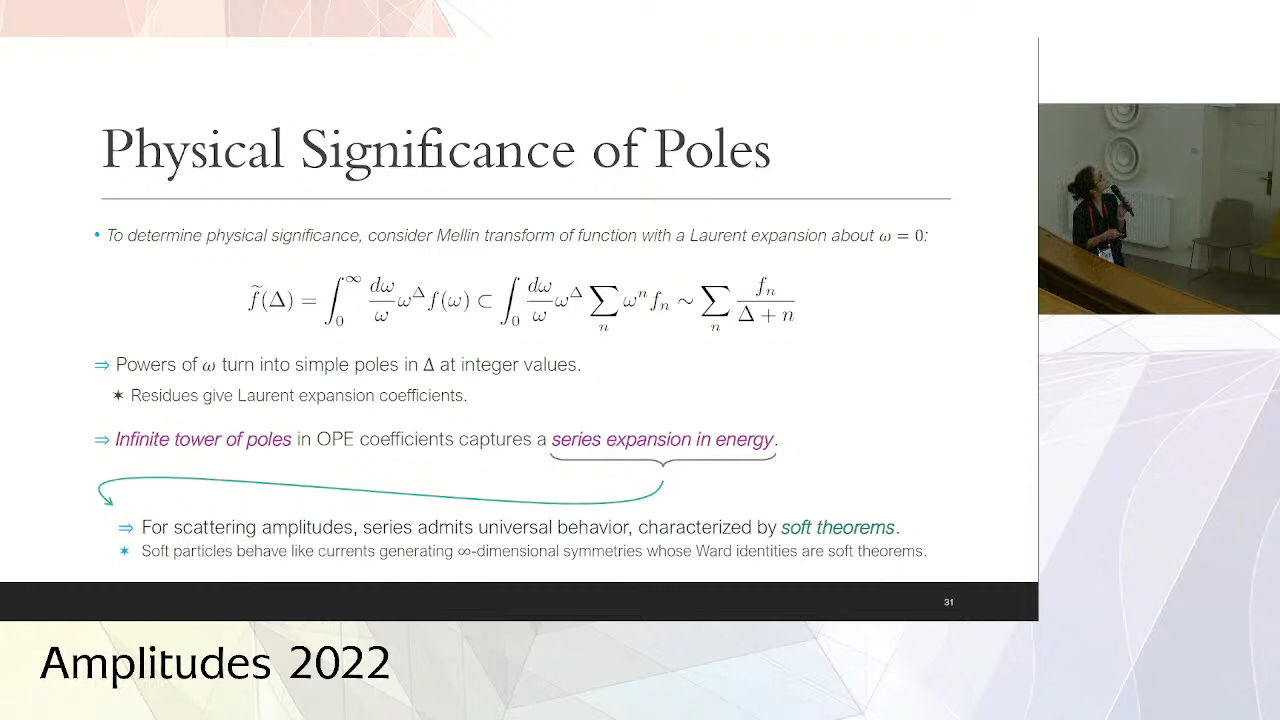 Physical Significance of Poles
• To determine physical significance, consider Mellin transform of function with a Laurent expansion about ω = 0:
f̃(Δ) = ∫₀^∞ dω/ω ω^Δ f(ω) ⊂ ∫₀ dω/ω ω^Δ ∑_n ω^n f_n ∼ ∑_n f_n/(Δ + n)
⇒ Powers of ω turn into simple poles in Δ at integer values.
✶ Residues give Laurent expansion coefficients.
⇒ Infinite tower of poles in OPE coefficients captures a series expansion in energy.
⇒ For scattering amplitudes, series admits universal behavior, characterized by soft theorems.
✶ Soft particles behave like currents generating ∞-dimensional symmetries whose Ward identities are soft theorems.
31
Amplitudes 2022